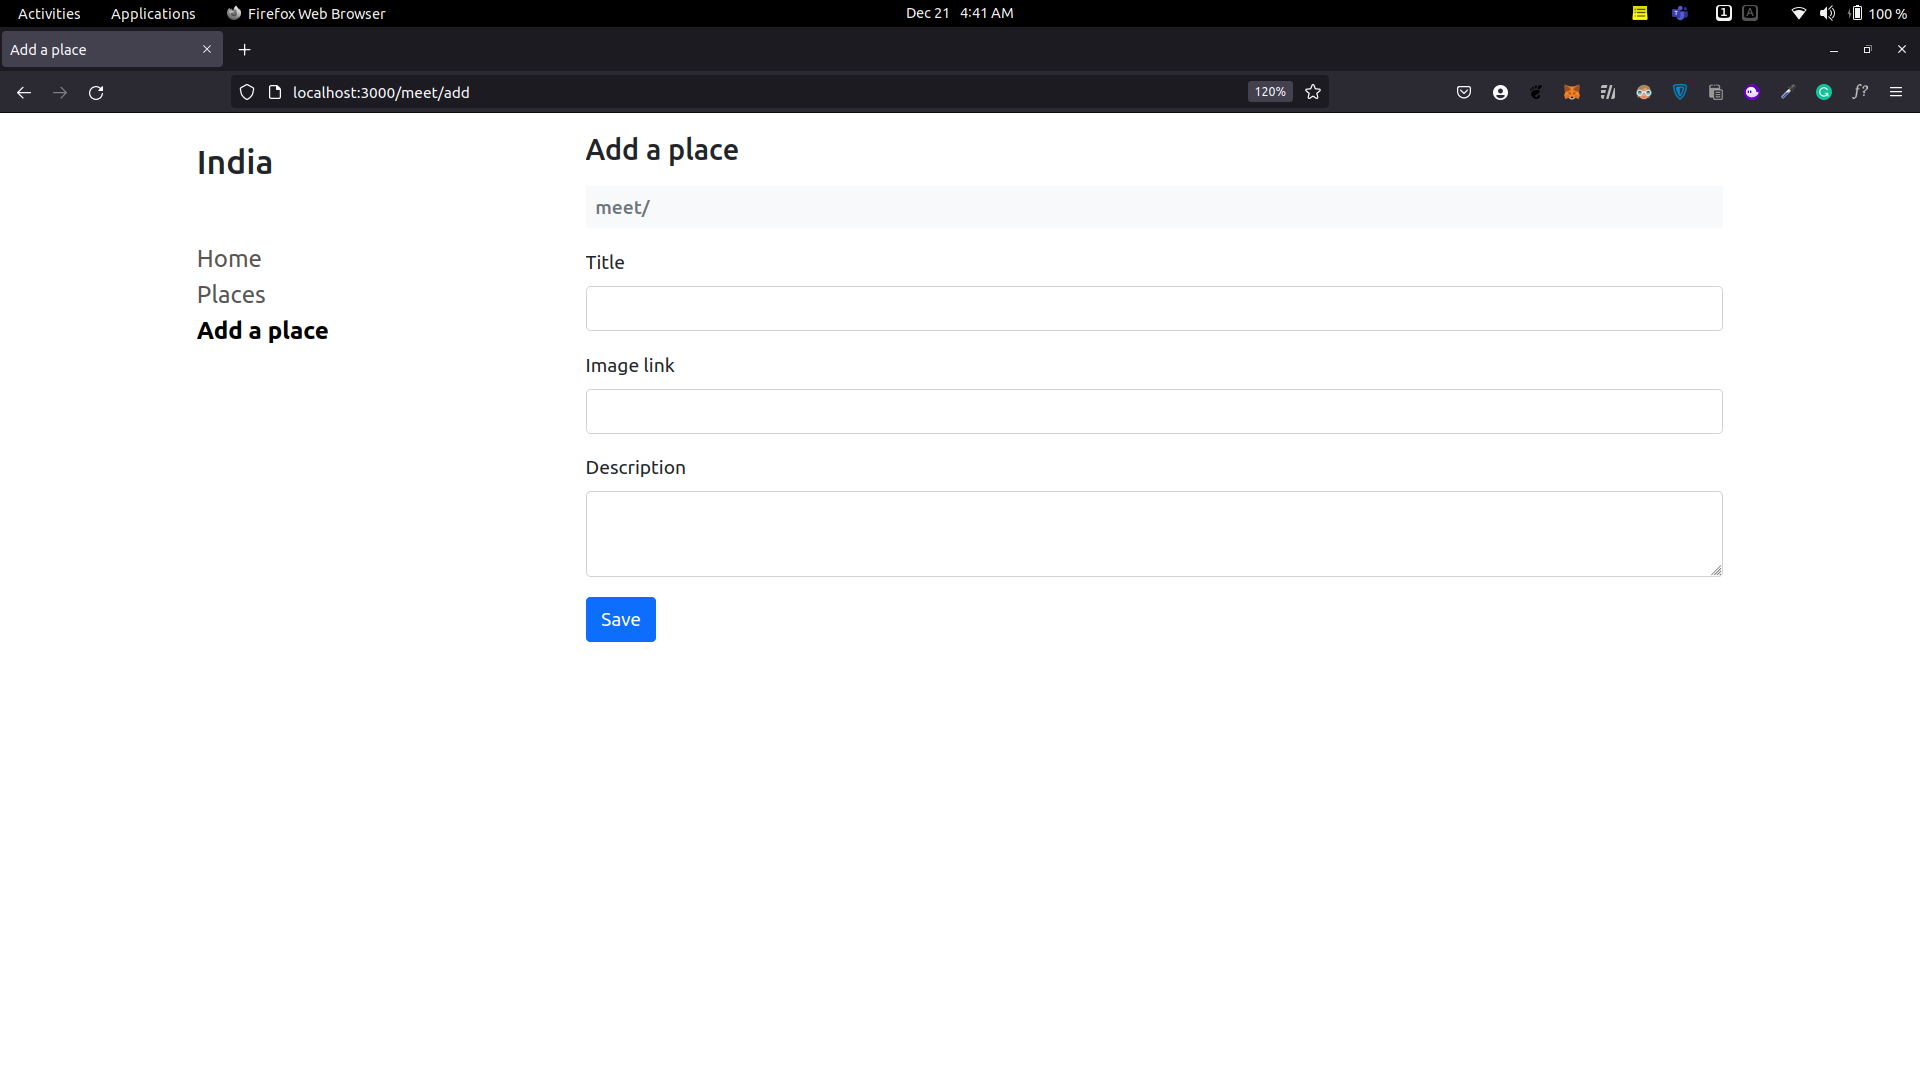 Activities Applications Firefox Web Browser Dec 21 4:41 AM 1 A 100 %
Add a place
localhost:3000/meet/add 120% f?
India
Home
Places
Add a place
Add a place
meet/
Title
Image link
Description
Save